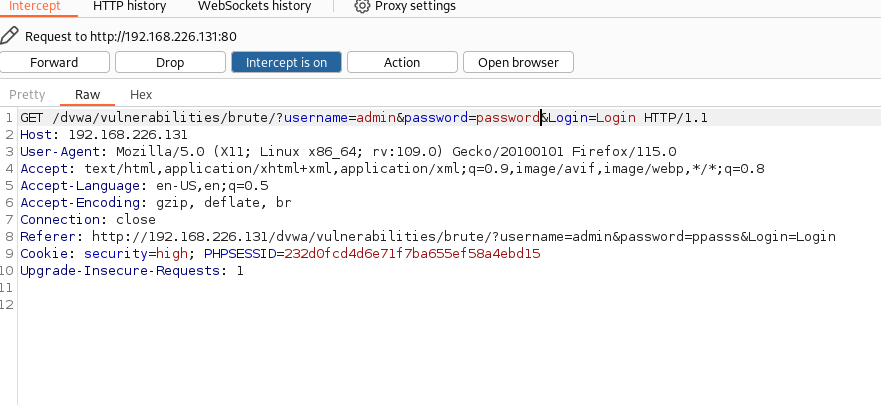 Intercept HTTP history WebSockets history Proxy settings
Request to http://192.168.226.131:80
Forward Drop Intercept is on Action Open browser
Pretty Raw Hex
1 GET /dvwa/vulnerabilities/brute/?username=admin&password=password&Login=Login HTTP/1.1
2 Host: 192.168.226.131
3 User-Agent: Mozilla/5.0 (X11; Linux x86_64; rv:109.0) Gecko/20100101 Firefox/115.0
4 Accept: text/html,application/xhtml+xml,application/xml;q=0.9,image/avif,image/webp,*/*;q=0.8
5 Accept-Language: en-US,en;q=0.5
6 Accept-Encoding: gzip, deflate, br
7 Connection: close
8 Referer: http://192.168.226.131/dvwa/vulnerabilities/brute/?username=admin&password=ppasss&Login=Login
9 Cookie: security=high; PHPSESSID=232d0fcd4d6e71f7ba655ef58a4ebd15
10 Upgrade-Insecure-Requests: 1
11
12